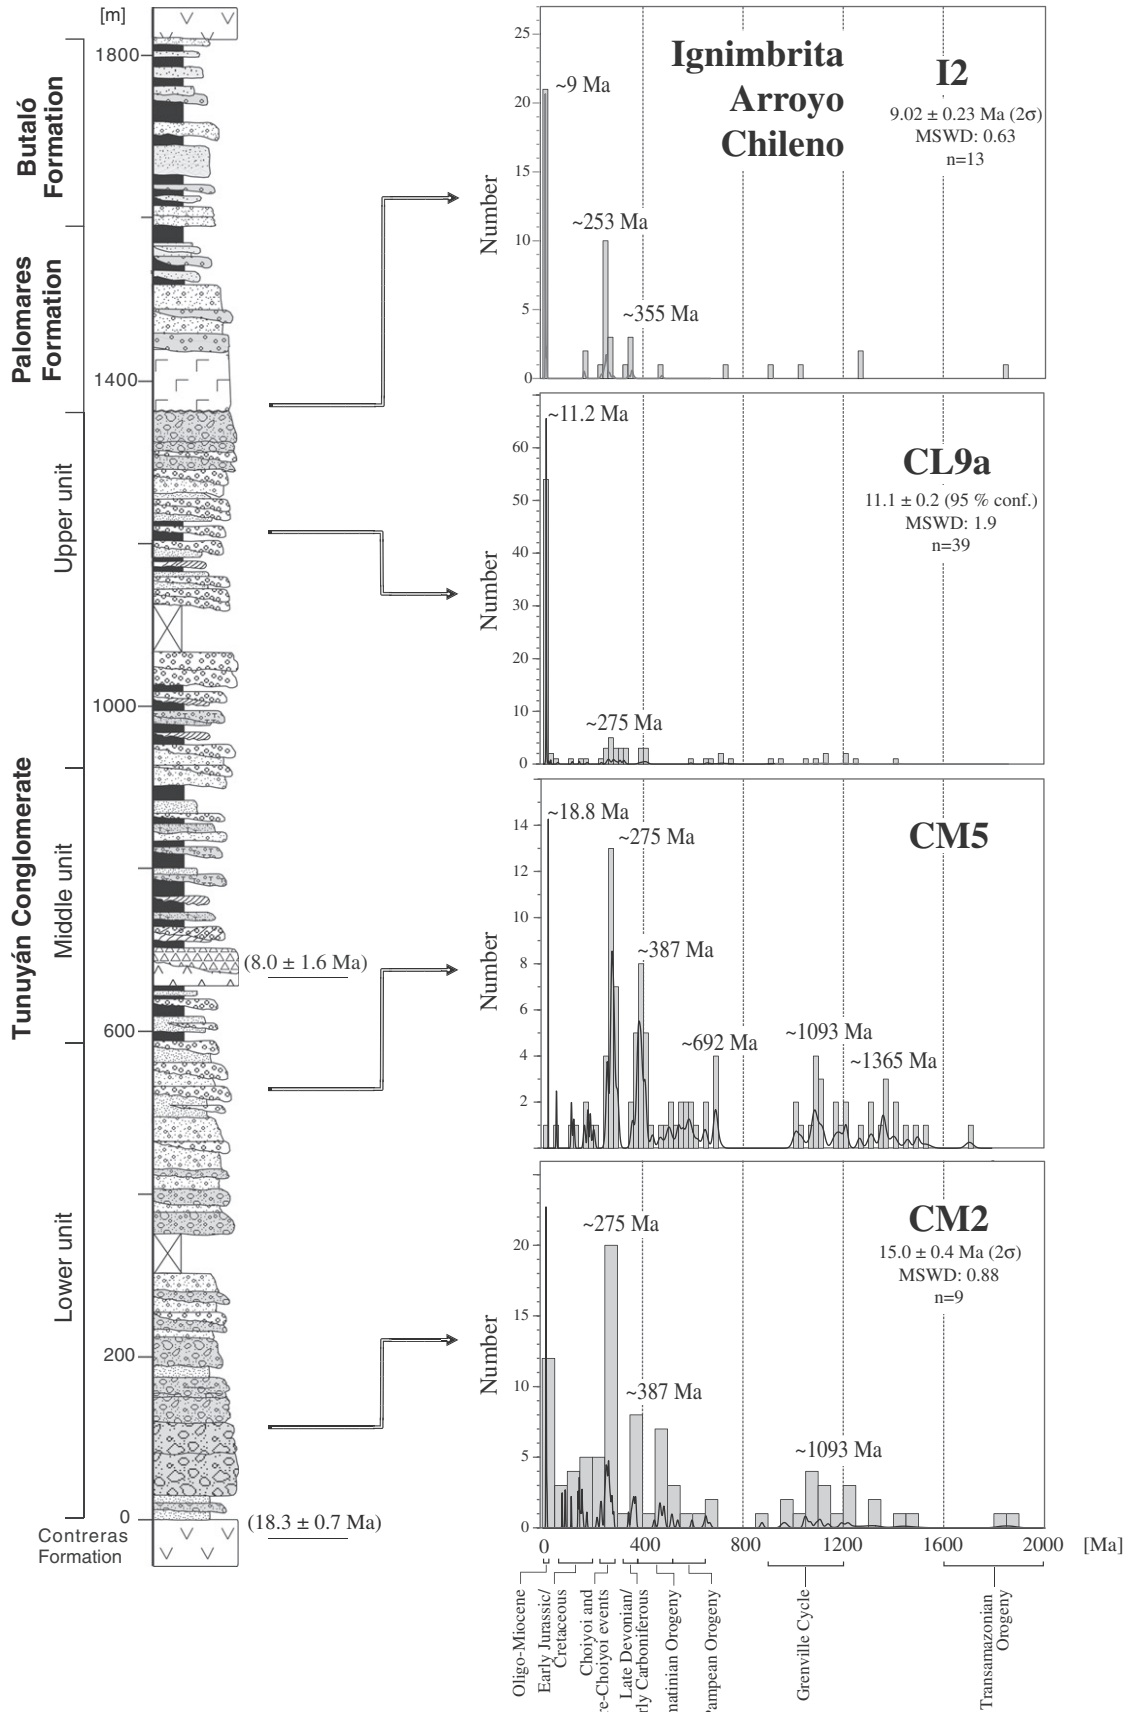 [m]
1800
1400
1000
600
200
0
Butaló
Formation
Palomares
Formation
Tunuyán Conglomerate
Upper unit
Middle unit
Lower unit
Contreras
Formation
(8.0 ± 1.6 Ma)
(18.3 ± 0.7 Ma)
Ignimbrita
Arroyo
Chileno
I2
9.02 ± 0.23 Ma (2σ)
MSWD: 0.63
n=13
~9 Ma
~253 Ma
~355 Ma
Number
25
20
15
10
5
0
CL9a
11.1 ± 0.2 (95 % conf.)
MSWD: 1.9
n=39
~11.2 Ma
~275 Ma
Number
60
50
40
30
20
10
0
CM5
~18.8 Ma
~275 Ma
~387 Ma
~692 Ma
~1093 Ma
~1365 Ma
Number
14
12
10
8
6
4
2
CM2
15.0 ± 0.4 Ma (2σ)
MSWD: 0.88
n=9
~275 Ma
~387 Ma
~1093 Ma
Number
20
15
10
5
0
0 400 800 1200 1600 2000 [Ma]
Oligo-Miocene
Early Jurassic/
Cretaceous
Choiyoi and
re-Choiyoi events
Late Devonian/
rly Carboniferous
matinian Orogeny
Pampean Orogeny
Grenville Cycle
Transamazonian
Orogeny